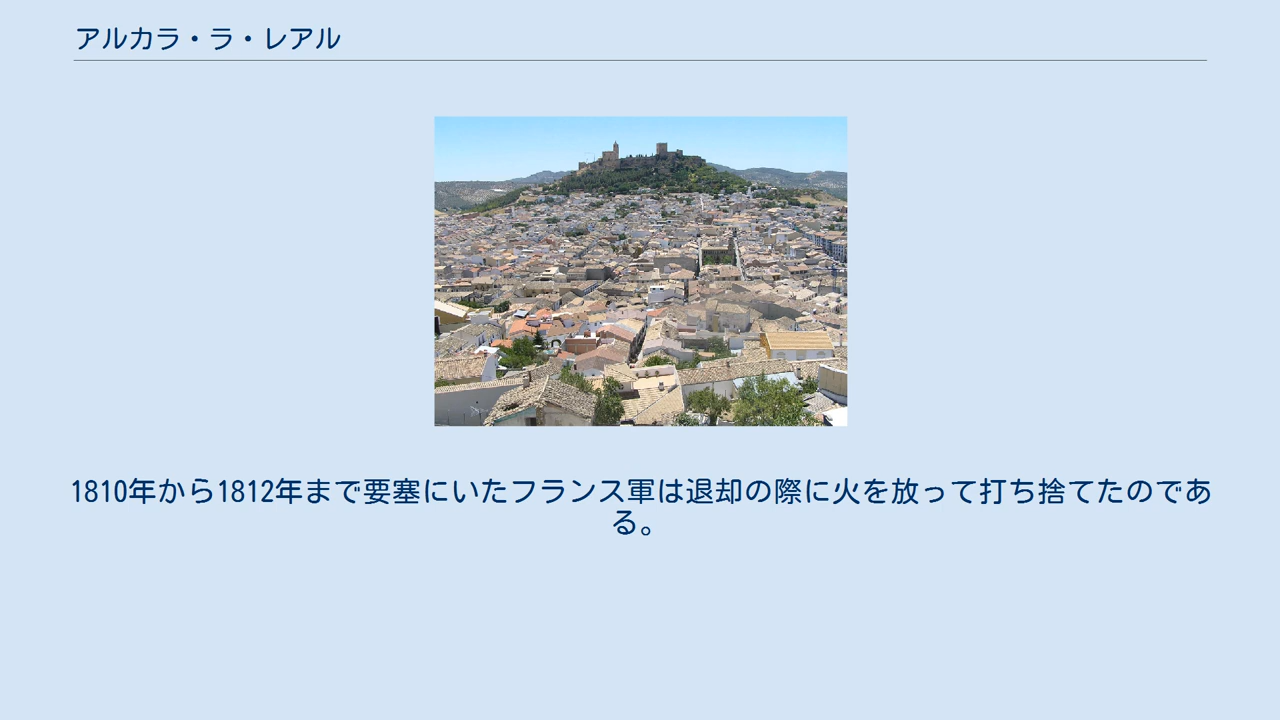 アルカラ・ラ・レアル
1810年から1812年まで要塞にいたフランス軍は退却の際に火を放って打ち捨てたのであ
る。